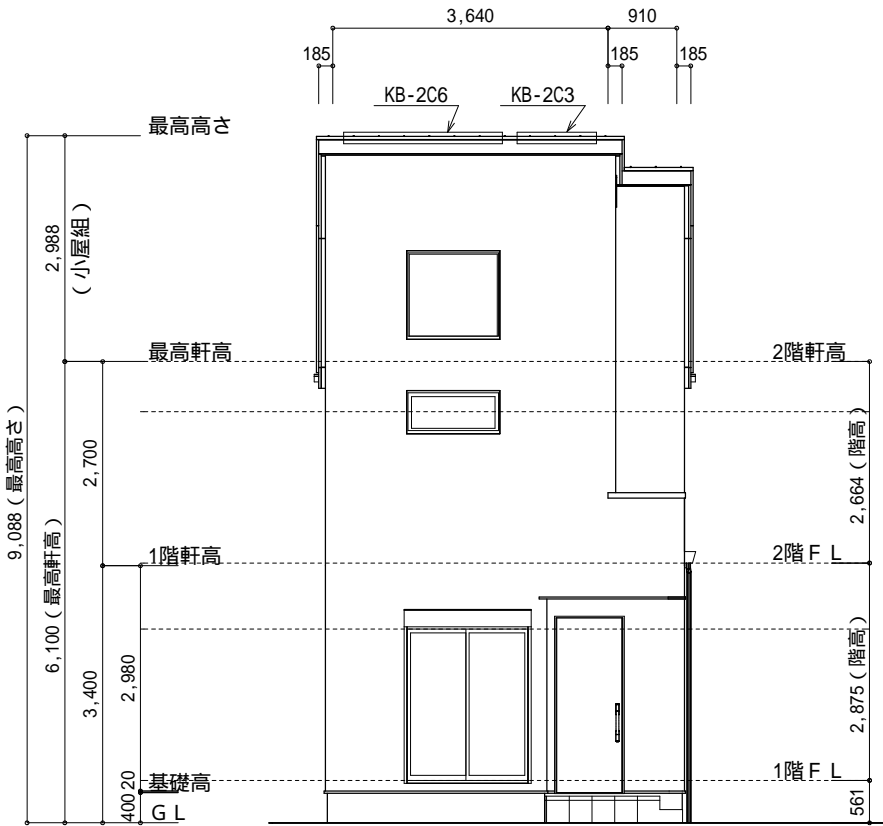 3,640
910
185
185
185
KB-2C6
KB-2C3
最高高さ
2,988
(小屋組)
最高軒高
2階軒高
9,088(最高高さ)
6,100(最高軒高)
2,700
2,664(階高)
1階軒高
2階FL
3,400
2,980
2,875(階高)
基礎高
1階FL
20
400
GL
561